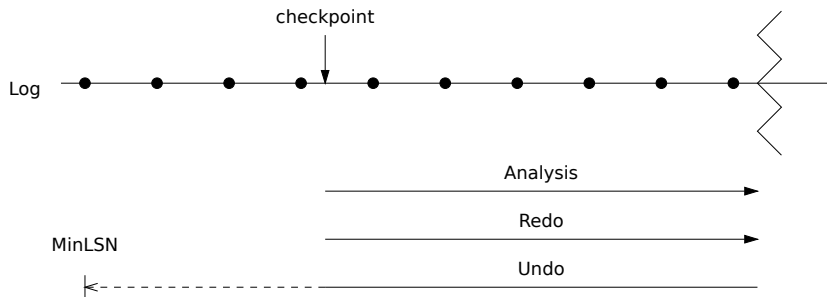 checkpoint
Log
Analysis
Redo
MinLSN
Undo